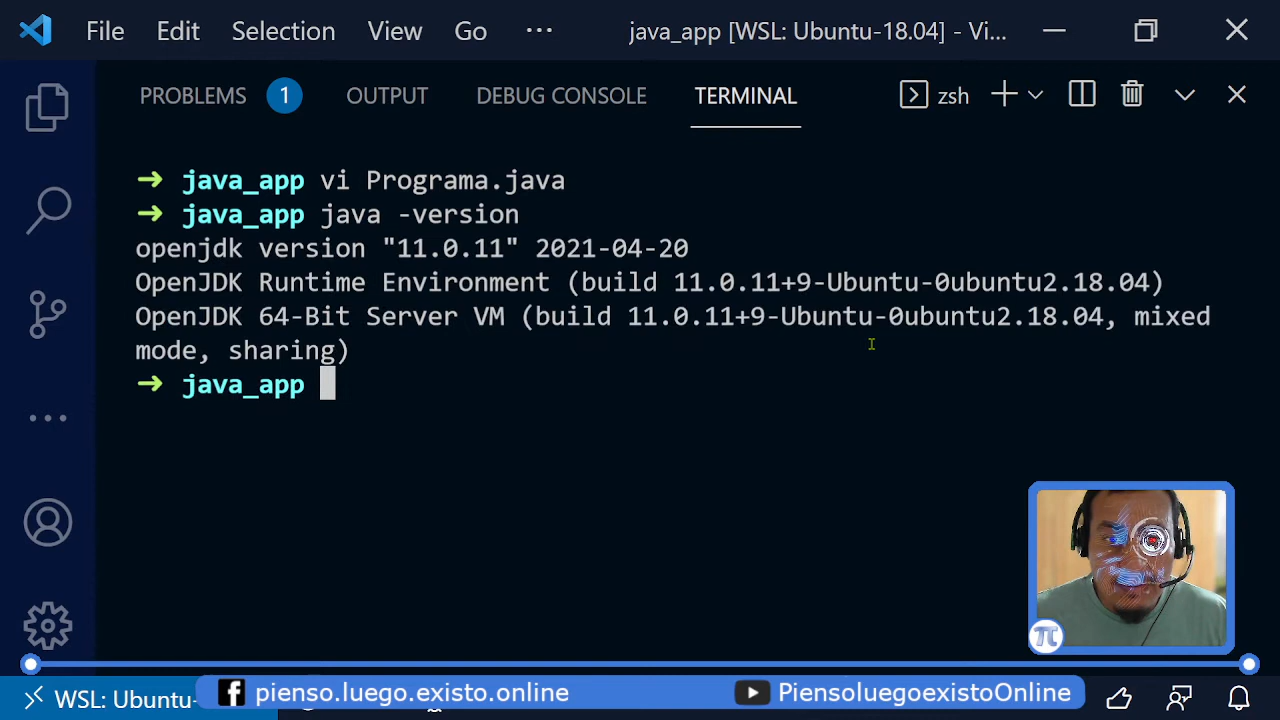 File Edit Selection View Go ··· java_app [WSL: Ubuntu-18.04] - Vi...
PROBLEMS 1 OUTPUT DEBUG CONSOLE TERMINAL zsh
➜ java_app vi Programa.java
➜ java_app java -version
openjdk version "11.0.11" 2021-04-20
OpenJDK Runtime Environment (build 11.0.11+9-Ubuntu-0ubuntu2.18.04)
OpenJDK 64-Bit Server VM (build 11.0.11+9-Ubuntu-0ubuntu2.18.04, mixed
mode, sharing)
➜ java_app
π
WSL: Ubuntu- pienso.luego.existo.online PiensoluegoexistoOnline